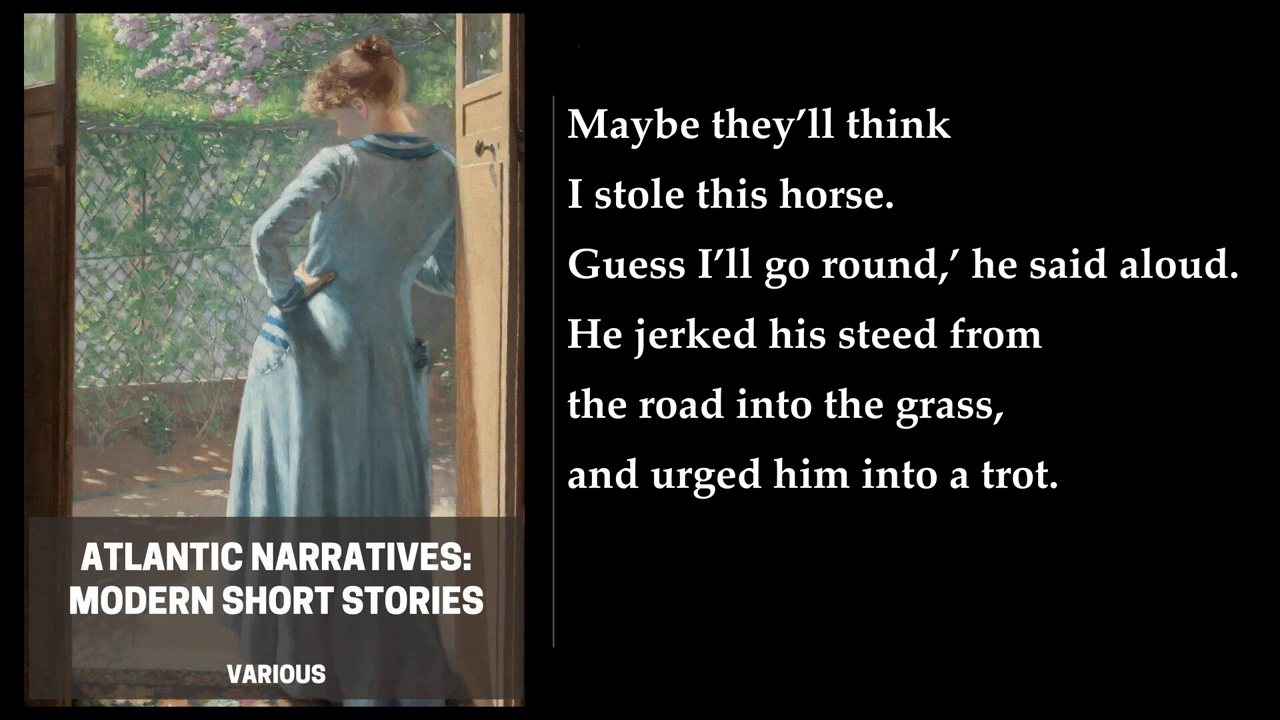 Maybe they’ll think
I stole this horse.
Guess I’ll go round,’ he said aloud.
He jerked his steed from
the road into the grass,
and urged him into a trot.
ATLANTIC NARRATIVES:
MODERN SHORT STORIES
VARIOUS